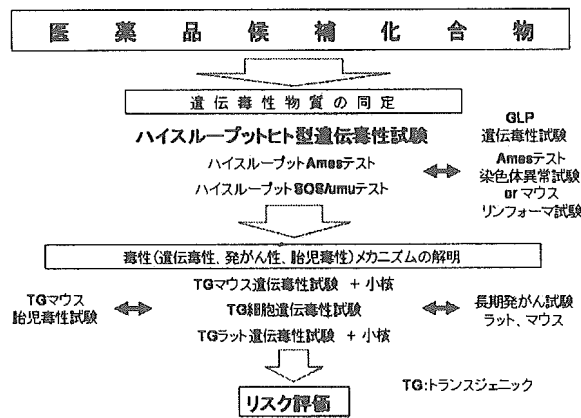 医薬品候補化合物
遺伝毒性物質の同定
ハイスループットヒト型遺伝毒性試験
ハイスループットAmesテスト
ハイスループットSOS/umuテスト
GLP
遺伝毒性試験
Amesテスト
染色体異常試験
or マウス
リンフォーマ試験
毒性(遺伝毒性、発がん性、胎児毒性)メカニズムの解明
TGマウス
胎児毒性試験
TGマウス遺伝毒性試験 + 小核
TG細胞遺伝毒性試験
TGラット遺伝毒性試験 + 小核
長期発がん試験
ラット、マウス
リスク評価
TG:トランスジェニック